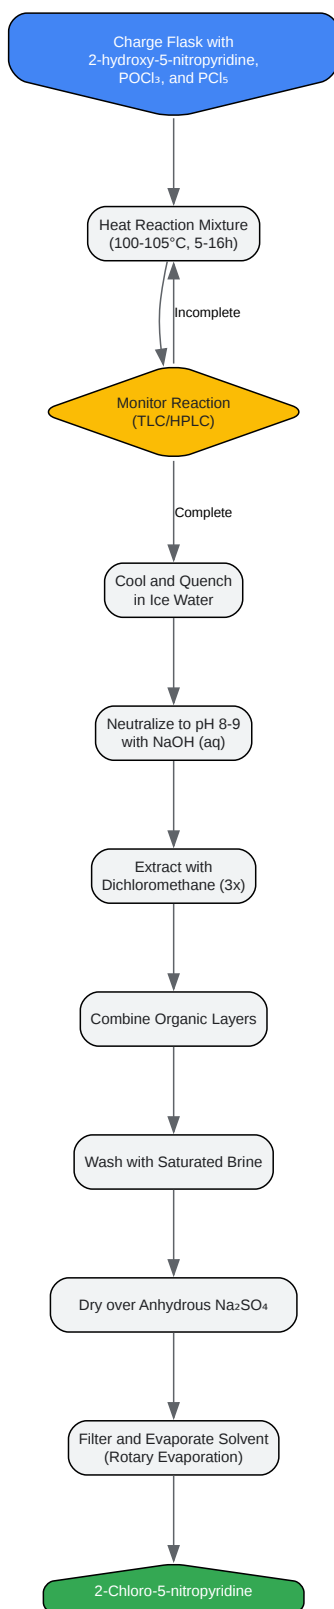 Charge Flask with
2-hydroxy-5-nitropyridine,
POCl₃, and PCl₅
Heat Reaction Mixture
(100-105°C, 5-16h)
Incomplete
Monitor Reaction
(TLC/HPLC)
Complete
Cool and Quench
in Ice Water
Neutralize to pH 8-9
with NaOH (aq)
Extract with
Dichloromethane (3x)
Combine Organic Layers
Wash with Saturated Brine
Dry over Anhydrous Na₂SO₄
Filter and Evaporate Solvent
(Rotary Evaporation)
2-Chloro-5-nitropyridine